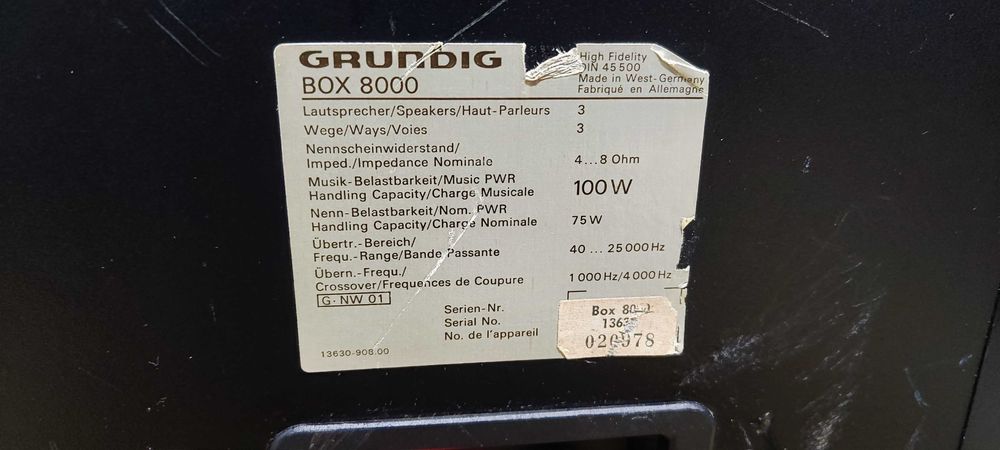 GRUNDIG
BOX 8000
High Fidelity
DIN 45 500
Made in West-Germany
Fabriqué en Allemagne
Lautsprecher/Speakers/Haut-Parleurs 3
Wege/Ways/Voies 3
Nennscheinwiderstand/
Imped./Impedance Nominale 4...8 Ohm
Musik-Belastbarkeit/Music PWR
Handling Capacity/Charge Musicale 100 W
Nenn-Belastbarkeit/Nom. PWR
Handling Capacity/Charge Nominale 75 W
Übertr.-Bereich/
Frequ.-Range/Bande Passante 40 ... 25 000 Hz
Übern.-Frequ./
Crossover/Frequences de Coupure 1 000 Hz/4 000 Hz
G·NW 01
Serien-Nr.
Serial No.
No. de l'appareil
Box
020978
13630-908.00